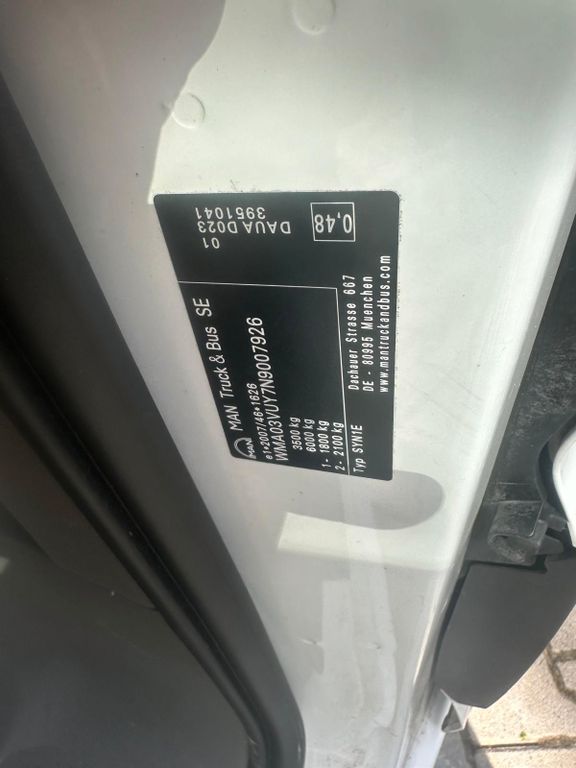 MAN Truck & Bus SE
e1*2007/46*1626
WMA03VUY7N9007926
3500 kg
6000 kg
1- 1800 kg
2- 2100 kg
Typ SYN1E
Dachauer Strasse 667
DE - 80995 Muenchen
www.mantruckandbus.com
01
DAUA D023
3951041
0,48